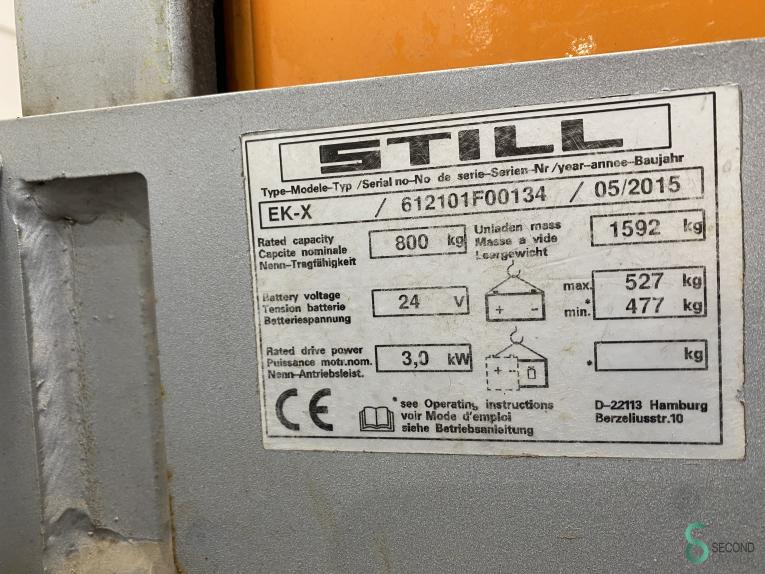 STILL
Type-Modele-Typ /Serial no-No de serie-Serien-Nr /year-annee-Baujahr
EK-X / 612101F00134 / 05/2015
Rated capacity
Capcite nominale
Nenn-Tragfähigkeit
800 kg
Unladen mass
Masse a vide
Leergewicht
1592 kg
Battery voltage
Tension batterie
Batteriespannung
24 V
+ -
max. 527 kg
min.* 477 kg
Rated drive power
Puissance motr.nom.
Nenn-Antriebsleist.
3,0 kW
+ -
* kg
CE
*see Operating instructions
voir Mode d'emploi
siehe Betriebsanleitung
D-22113 Hamburg
Berzeliusstr.10
SECOND